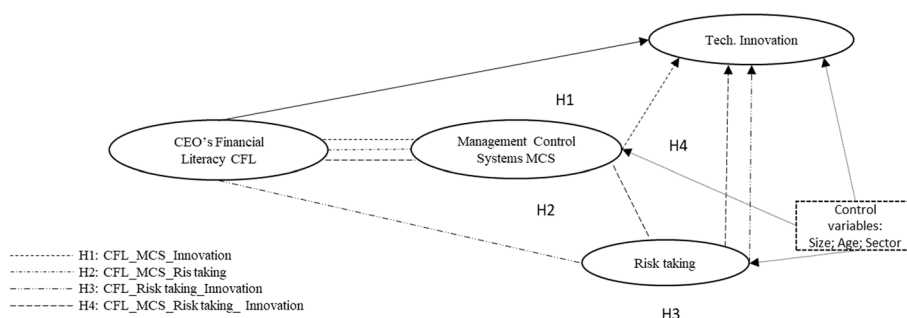 Tech. Innovation
H1
CEO's Financial
Literacy CFL
Management Control
Systems MCS
H4
H2
Control
variables:
Size; Age; Sector
Risk taking
H1: CFL_MCS_Innovation
H2: CFL_MCS_Ris taking
H3: CFL_Risk taking_Innovation
H4: CFL_MCS_Risk taking_ Innovation
H3